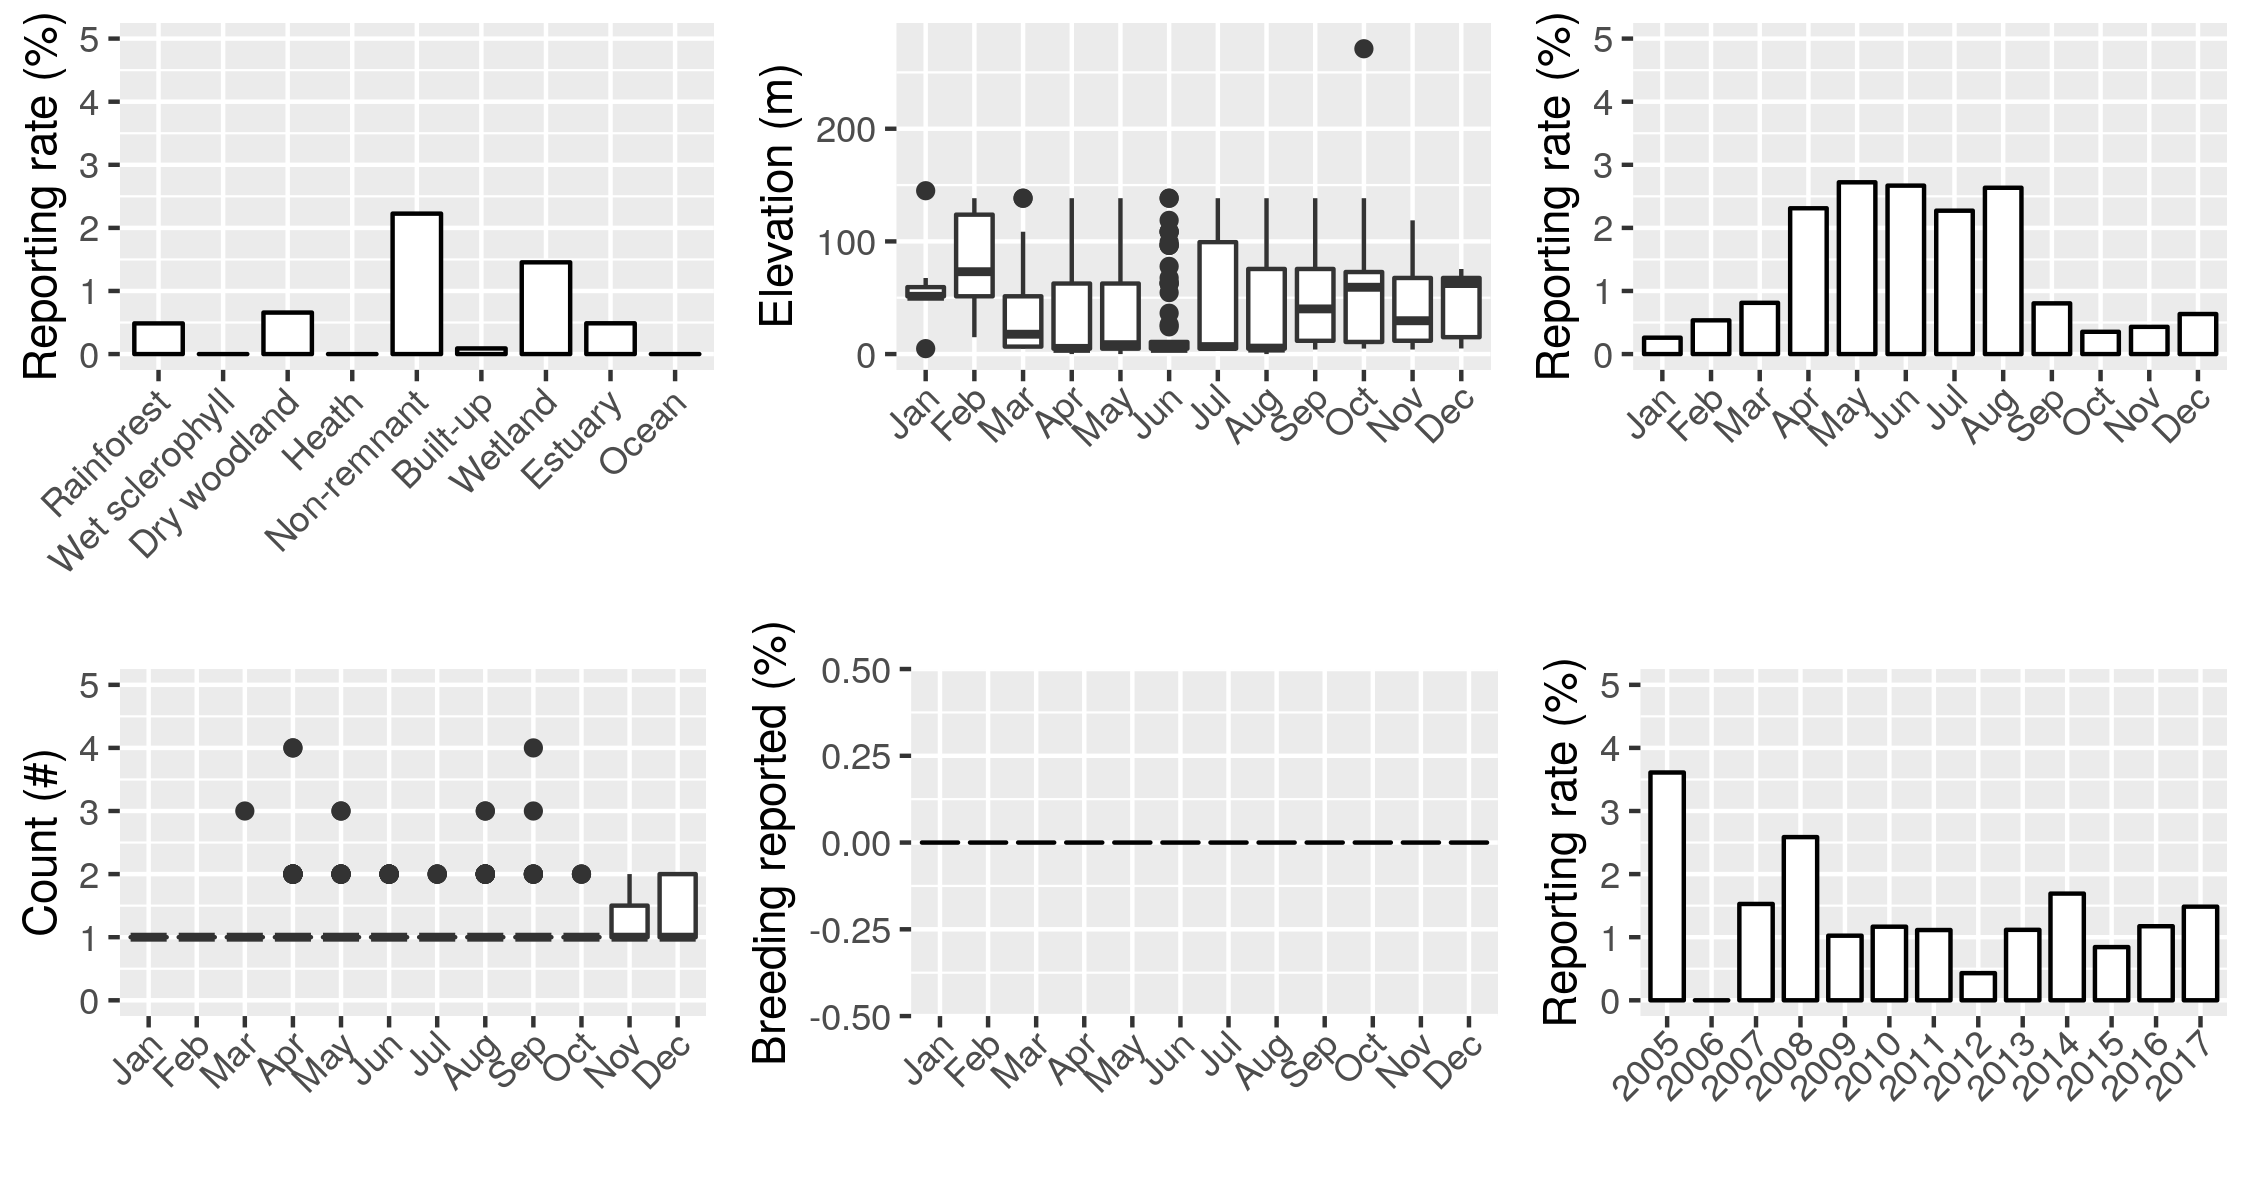 Reporting rate (%)
5
4
3
2
1
0
Rainforest
Wet sclerophyll
Dry woodland
Heath
Non-remnant
Built-up
Wetland
Estuary
Ocean
Elevation (m)
200
100
0
Jan
Feb
Mar
Apr
May
Jun
Jul
Aug
Sep
Oct
Nov
Dec
Reporting rate (%)
5
4
3
2
1
0
Jan
Feb
Mar
Apr
May
Jun
Jul
Aug
Sep
Oct
Nov
Dec
Count (#)
5
4
3
2
1
0
Jan
Feb
Mar
Apr
May
Jun
Jul
Aug
Sep
Oct
Nov
Dec
Breeding reported (%)
0.50
0.25
0.00
-0.25
-0.50
Jan
Feb
Mar
Apr
May
Jun
Jul
Aug
Sep
Oct
Nov
Dec
Reporting rate (%)
5
4
3
2
1
0
2005
2006
2007
2008
2009
2010
2011
2012
2013
2014
2015
2016
2017